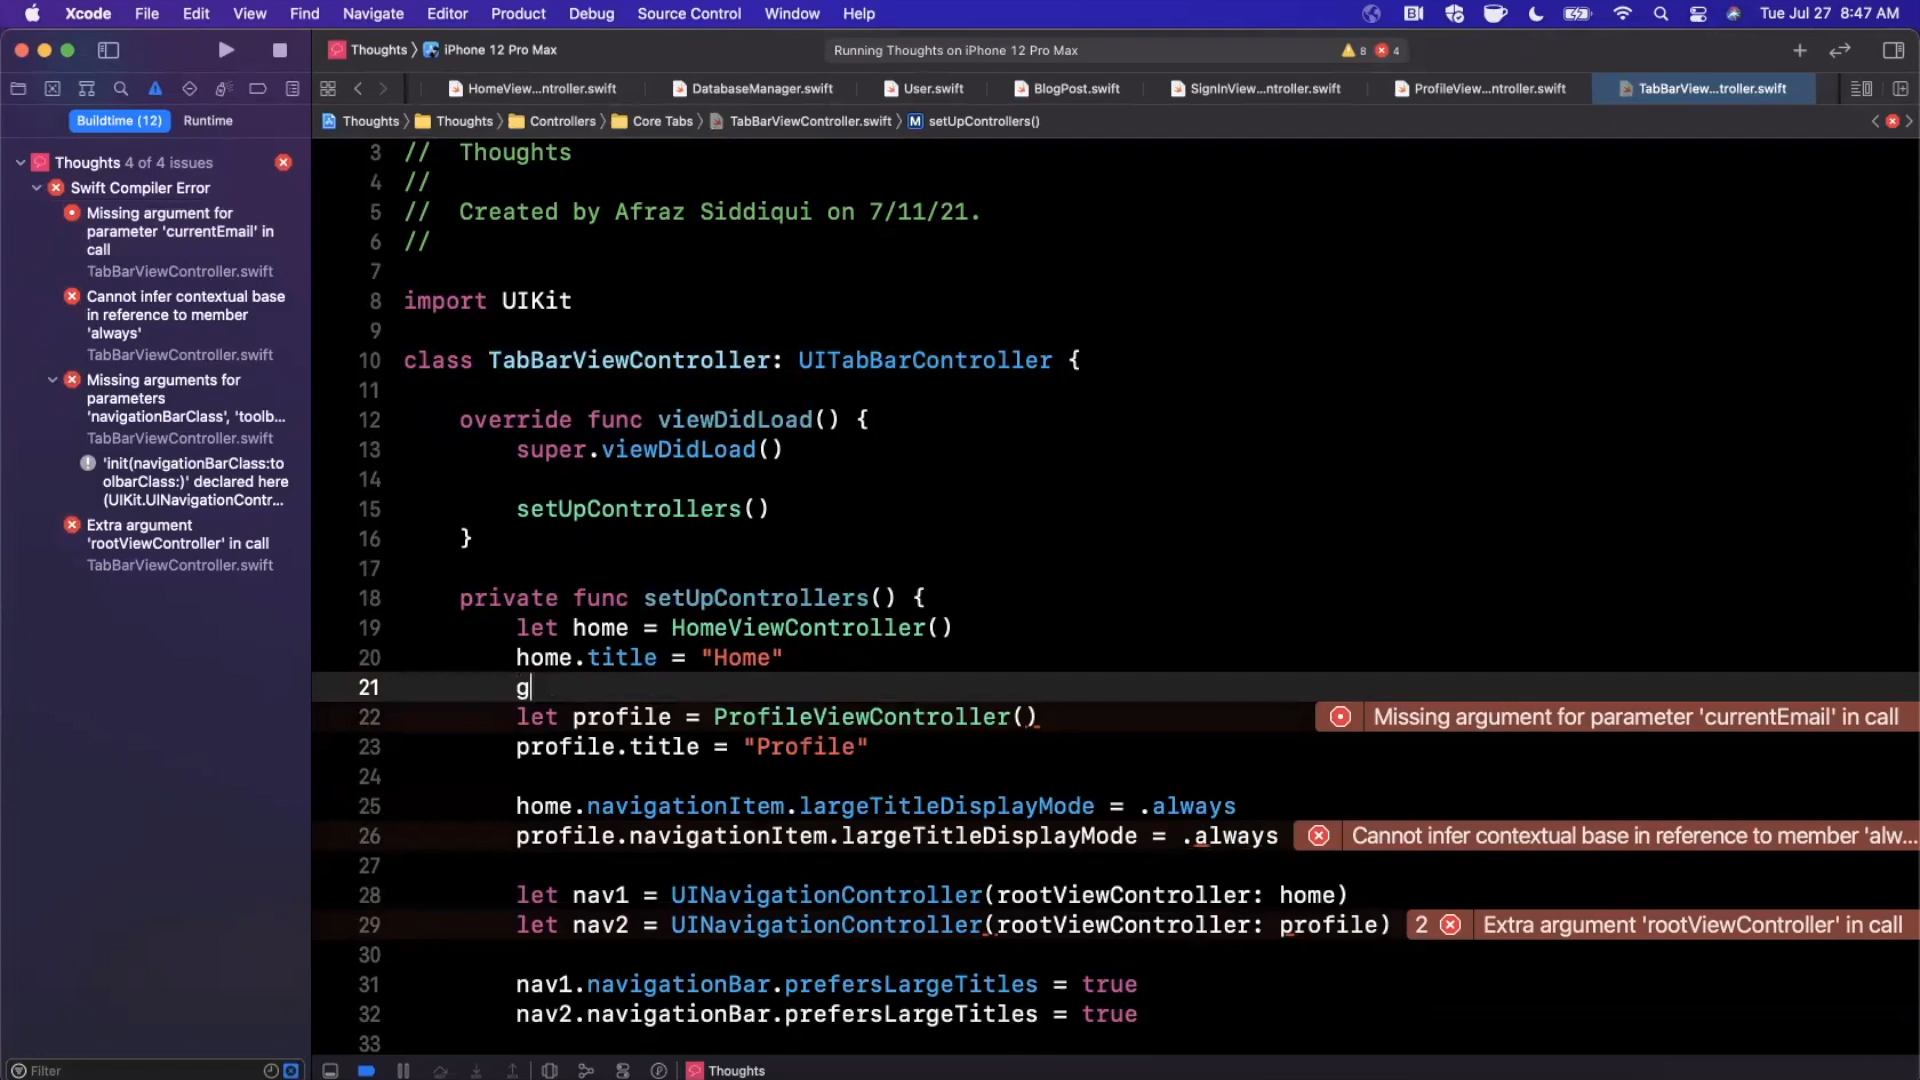 Xcode File Edit View Find Navigate Editor Product Debug Source Control Window Help Tue Jul 27 8:47 AM
Thoughts iPhone 12 Pro Max Running Thoughts on iPhone 12 Pro Max 8 4
HomeView...ntroller.swift DatabaseManager.swift User.swift BlogPost.swift SignInView...ntroller.swift ProfileView...ntroller.swift TabBarView...troller.swift
Buildtime (12) Runtime
Thoughts Thoughts Controllers Core Tabs TabBarViewController.swift M setUpControllers()
Thoughts 4 of 4 issues
Swift Compiler Error
Missing argument for
parameter 'currentEmail' in
call
TabBarViewController.swift
Cannot infer contextual base
in reference to member
'always'
TabBarViewController.swift
Missing arguments for
parameters
'navigationBarClass', 'toolb...
TabBarViewController.swift
'init(navigationBarClass:to
olbarClass:)' declared here
(UIKit.UINavigationContr...
Extra argument
'rootViewController' in call
TabBarViewController.swift
3 // Thoughts
4 //
5 // Created by Afraz Siddiqui on 7/11/21.
6 //
7
8 import UIKit
9
10 class TabBarViewController: UITabBarController {
11
12 override func viewDidLoad() {
13 super.viewDidLoad()
14
15 setUpControllers()
16 }
17
18 private func setUpControllers() {
19 let home = HomeViewController()
20 home.title = "Home"
21 g
22 let profile = ProfileViewController() Missing argument for parameter 'currentEmail' in call
23 profile.title = "Profile"
24
25 home.navigationItem.largeTitleDisplayMode = .always
26 profile.navigationItem.largeTitleDisplayMode = .always Cannot infer contextual base in reference to member 'alw...
27
28 let nav1 = UINavigationController(rootViewController: home)
29 let nav2 = UINavigationController(rootViewController: profile) 2 Extra argument 'rootViewController' in call
30
31 nav1.navigationBar.prefersLargeTitles = true
32 nav2.navigationBar.prefersLargeTitles = true
33
Filter Thoughts